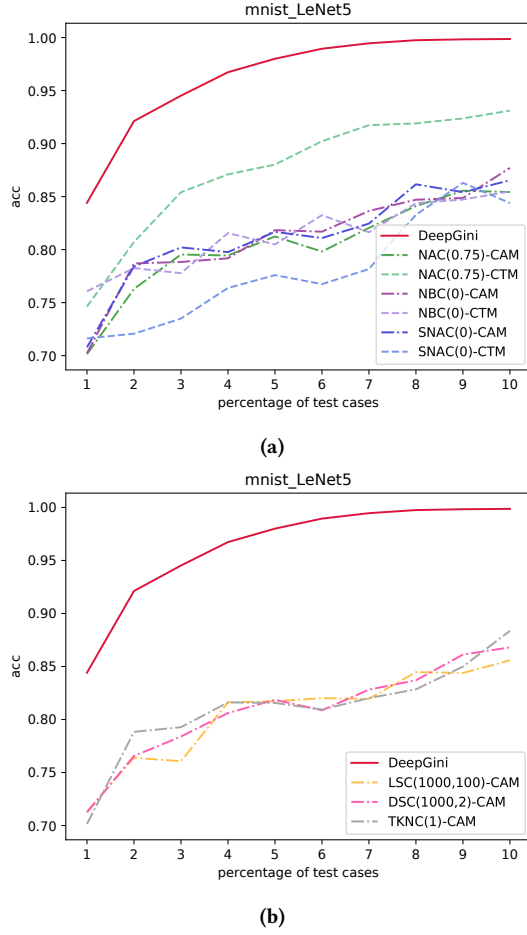 mnist_LeNet5
1.00
0.95
0.90
0.85
0.80
0.75
0.70
acc
DeepGini
NAC(0.75)-CAM
NAC(0.75)-CTM
NBC(0)-CAM
NBC(0)-CTM
SNAC(0)-CAM
SNAC(0)-CTM
1 2 3 4 5 6 7 8 9 10
percentage of test cases
(a)
mnist_LeNet5
1.00
0.95
0.90
0.85
0.80
0.75
0.70
acc
DeepGini
LSC(1000,100)-CAM
DSC(1000,2)-CAM
TKNC(1)-CAM
1 2 3 4 5 6 7 8 9 10
percentage of test cases
(b)